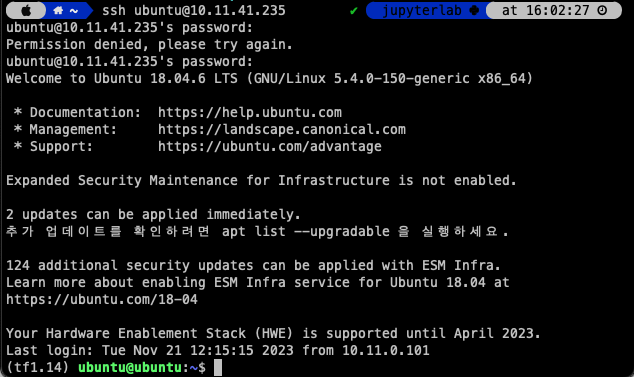 ~ ssh ubuntu@10.11.41.235 ✔ jupyterlab at 16:02:27
ubuntu@10.11.41.235's password:
Permission denied, please try again.
ubuntu@10.11.41.235's password:
Welcome to Ubuntu 18.04.6 LTS (GNU/Linux 5.4.0-150-generic x86_64)
* Documentation:  https://help.ubuntu.com
* Management:     https://landscape.canonical.com
* Support:        https://ubuntu.com/advantage
Expanded Security Maintenance for Infrastructure is not enabled.
2 updates can be applied immediately.
추가 업데이트를 확인하려면 apt list --upgradable 을 실행하세요.
124 additional security updates can be applied with ESM Infra.
Learn more about enabling ESM Infra service for Ubuntu 18.04 at
https://ubuntu.com/18-04
Your Hardware Enablement Stack (HWE) is supported until April 2023.
Last login: Tue Nov 21 12:15:15 2023 from 10.11.0.101
(tf1.14) ubuntu@ubuntu:~$